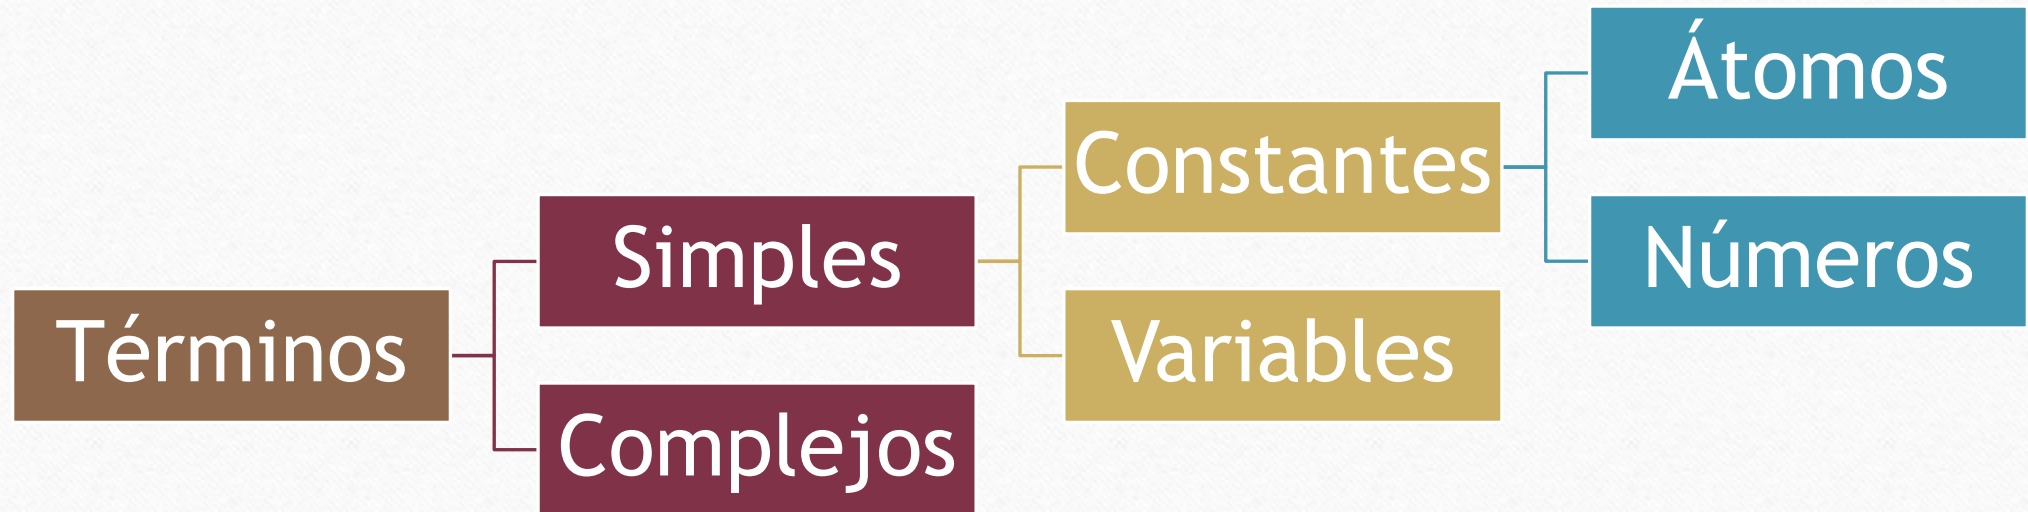 Términos
Simples
Complejos
Constantes
Variables
Átomos
Números